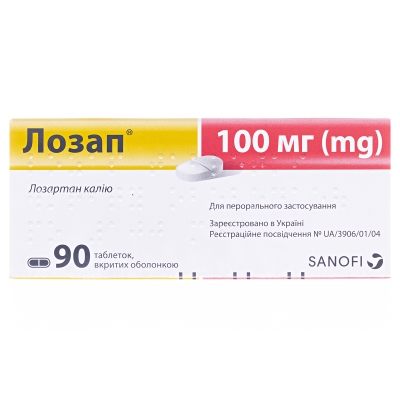 Лозап®
100 мг (mg)
Лозартан калію
Для перорального застосування
Зареєстровано в Україні
Реєстраційне посвідчення № UA/3906/01/04
90 таблеток,
вкритих оболонкою
SANOFI